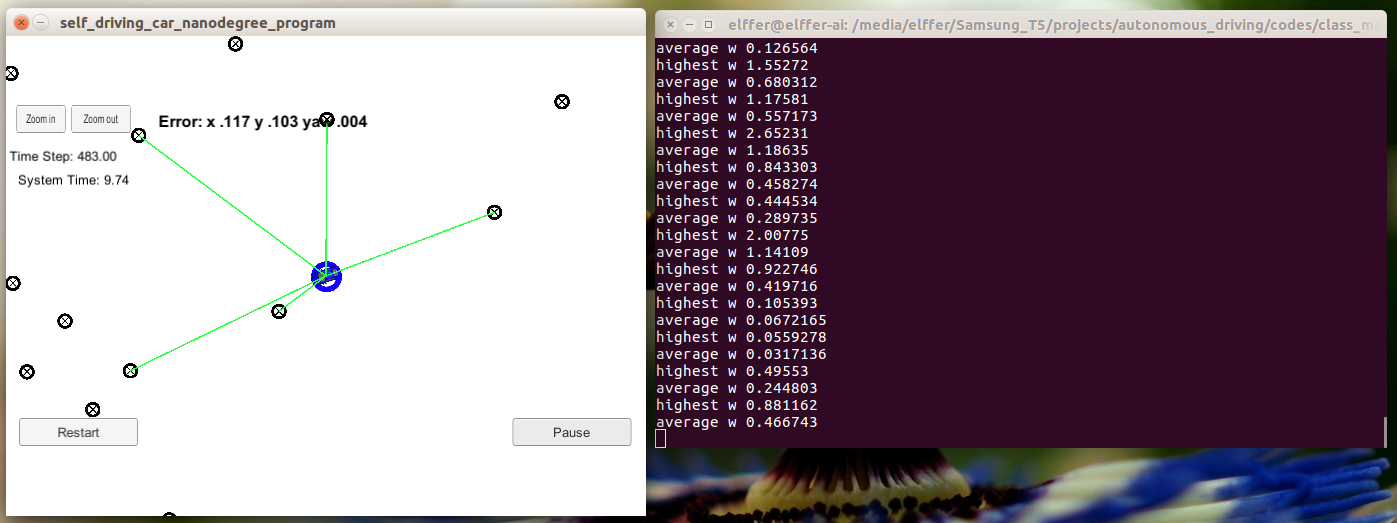 self_driving_car_nanodegree_program
Zoom in
Zoom out
Error: x .117 y .103 ya .004
Time Step: 483.00
System Time: 9.74
Restart
Pause
elffer@elffer-ai: /media/elffer/Samsung_T5/projects/autonomous_driving/codes/class_m
average w 0.126564
highest w 1.55272
average w 0.680312
highest w 1.17581
average w 0.557173
highest w 2.65231
average w 1.18635
highest w 0.843303
average w 0.458274
highest w 0.444534
average w 0.289735
highest w 2.00775
average w 1.14109
highest w 0.922746
average w 0.419716
highest w 0.105393
average w 0.0672165
highest w 0.0559278
average w 0.0317136
highest w 0.49553
average w 0.244803
highest w 0.881162
average w 0.466743